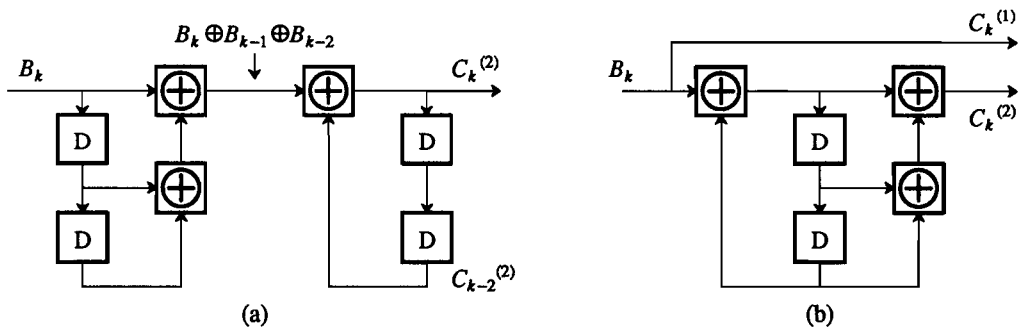 B_k ⊕B_{k−1} ⊕B_{k−2}
B_k
C_k^{(2)}
D
D
D
D
C_{k−2}^{(2)}
(a)
C_k^{(1)}
B_k
C_k^{(2)}
D
D
(b)